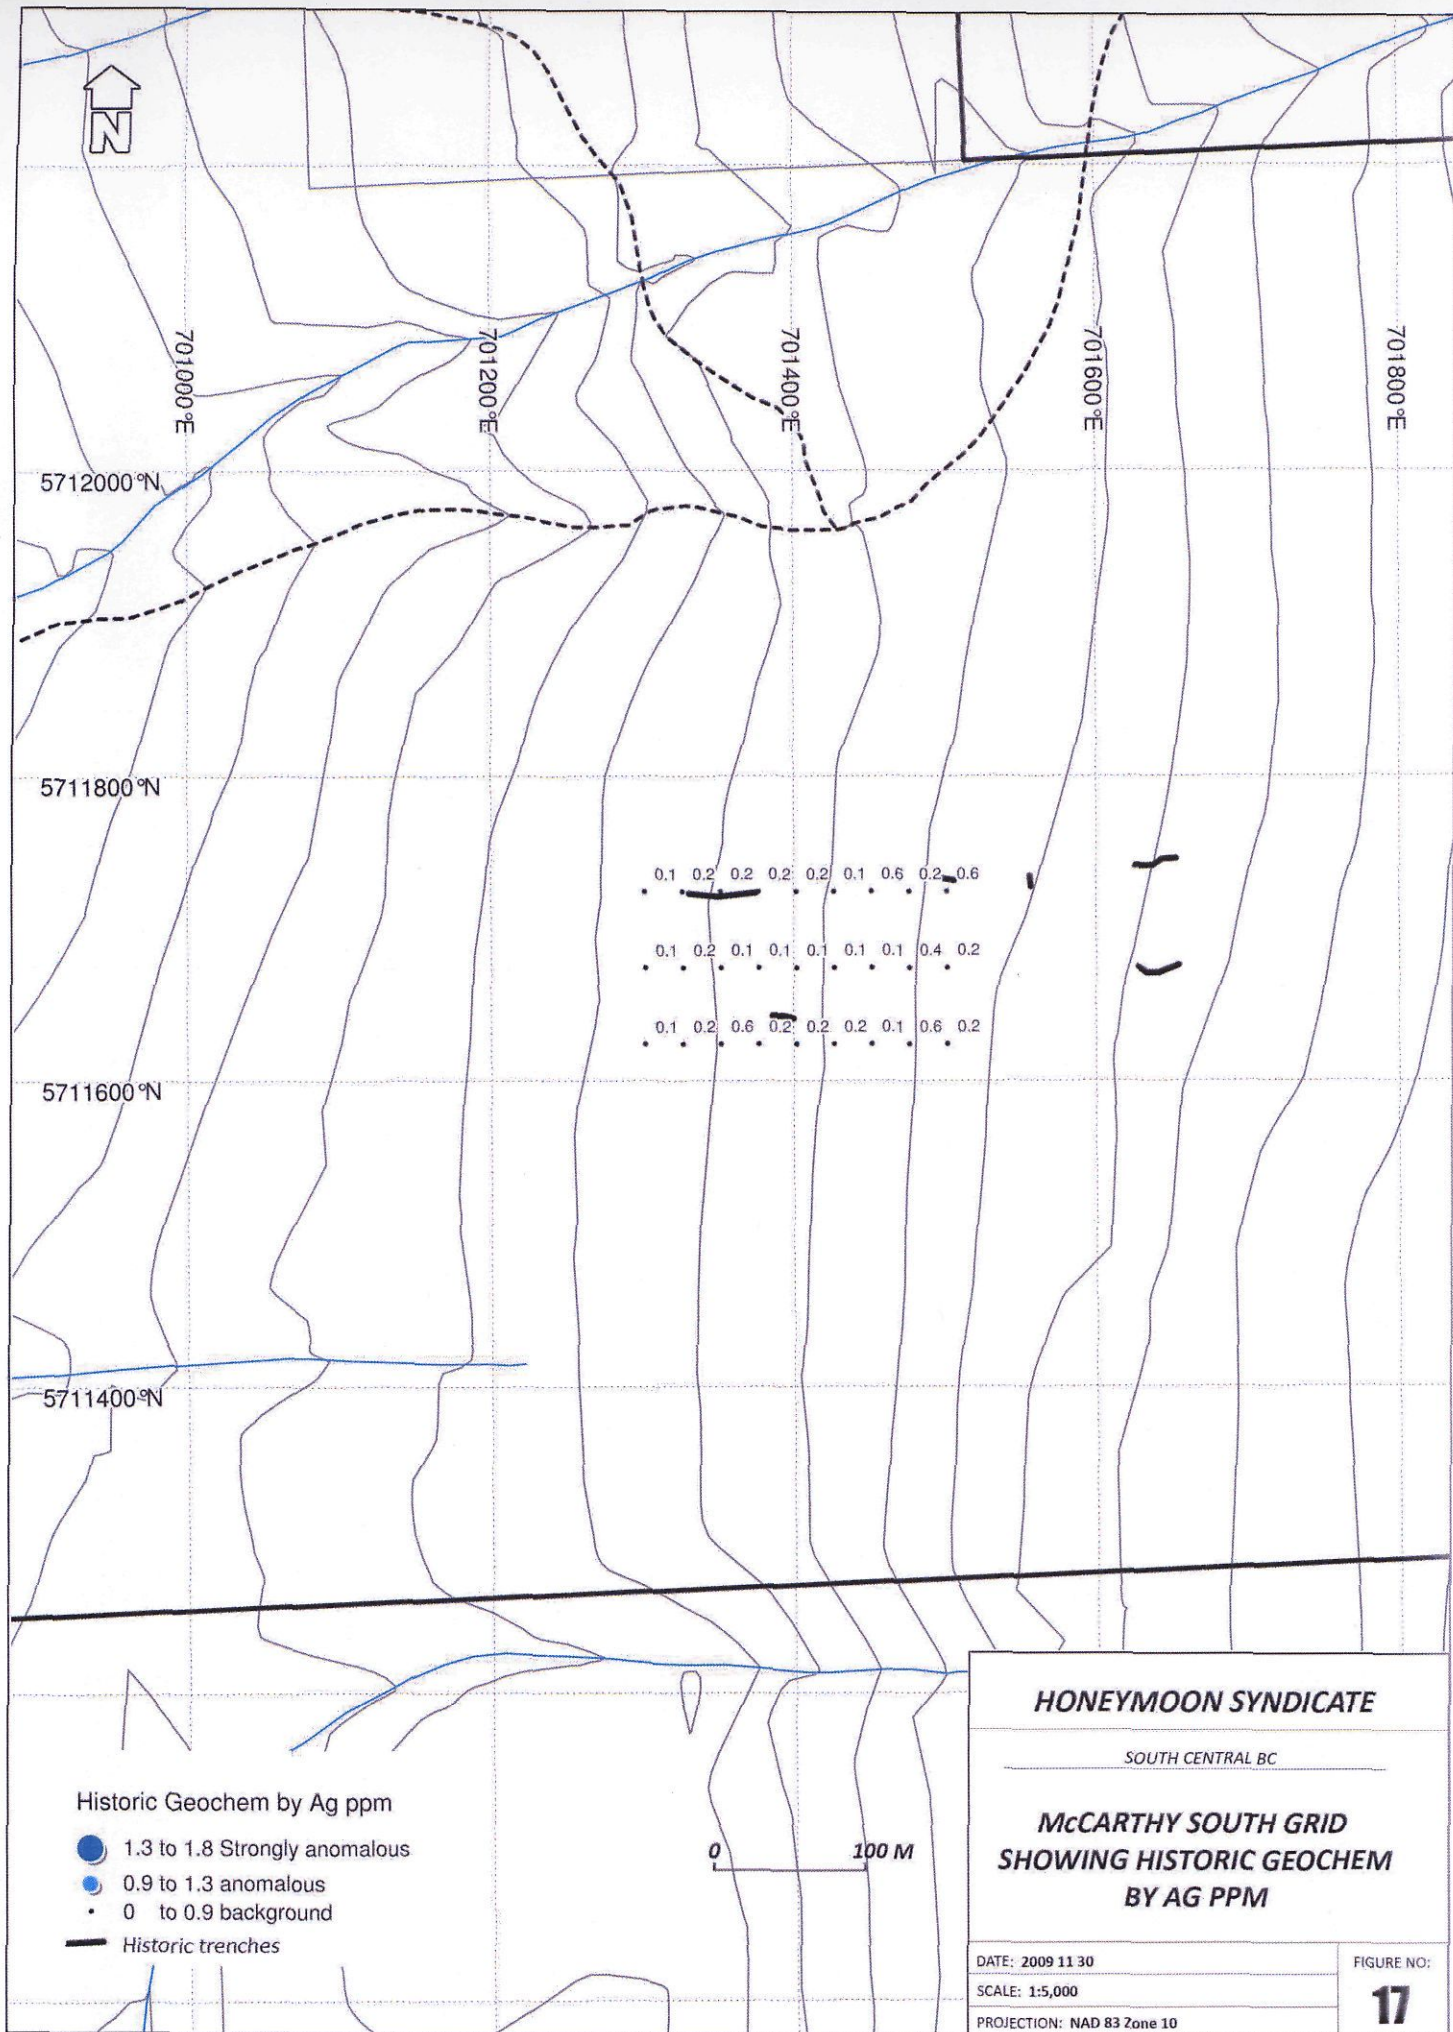 N
701000°E
701200°E
701400°E
701600°E
701800°E
5712000°N
5711800°N
0.1 0.2 0.2 0.2 0.2 0.1 0.6 0.2 0.6
0.1 0.2 0.1 0.1 0.1 0.1 0.1 0.4 0.2
0.1 0.2 0.6 0.2 0.2 0.2 0.1 0.6 0.2
5711600°N
5711400°N
Historic Geochem by Ag ppm
1.3 to 1.8 Strongly anomalous
0.9 to 1.3 anomalous
0 to 0.9 background
Historic trenches
0 100 M
HONEYMOON SYNDICATE
SOUTH CENTRAL BC
McCARTHY SOUTH GRID
SHOWING HISTORIC GEOCHEM
BY AG PPM
DATE: 2009 11 30
SCALE: 1:5,000
PROJECTION: NAD 83 Zone 10
FIGURE NO:
17